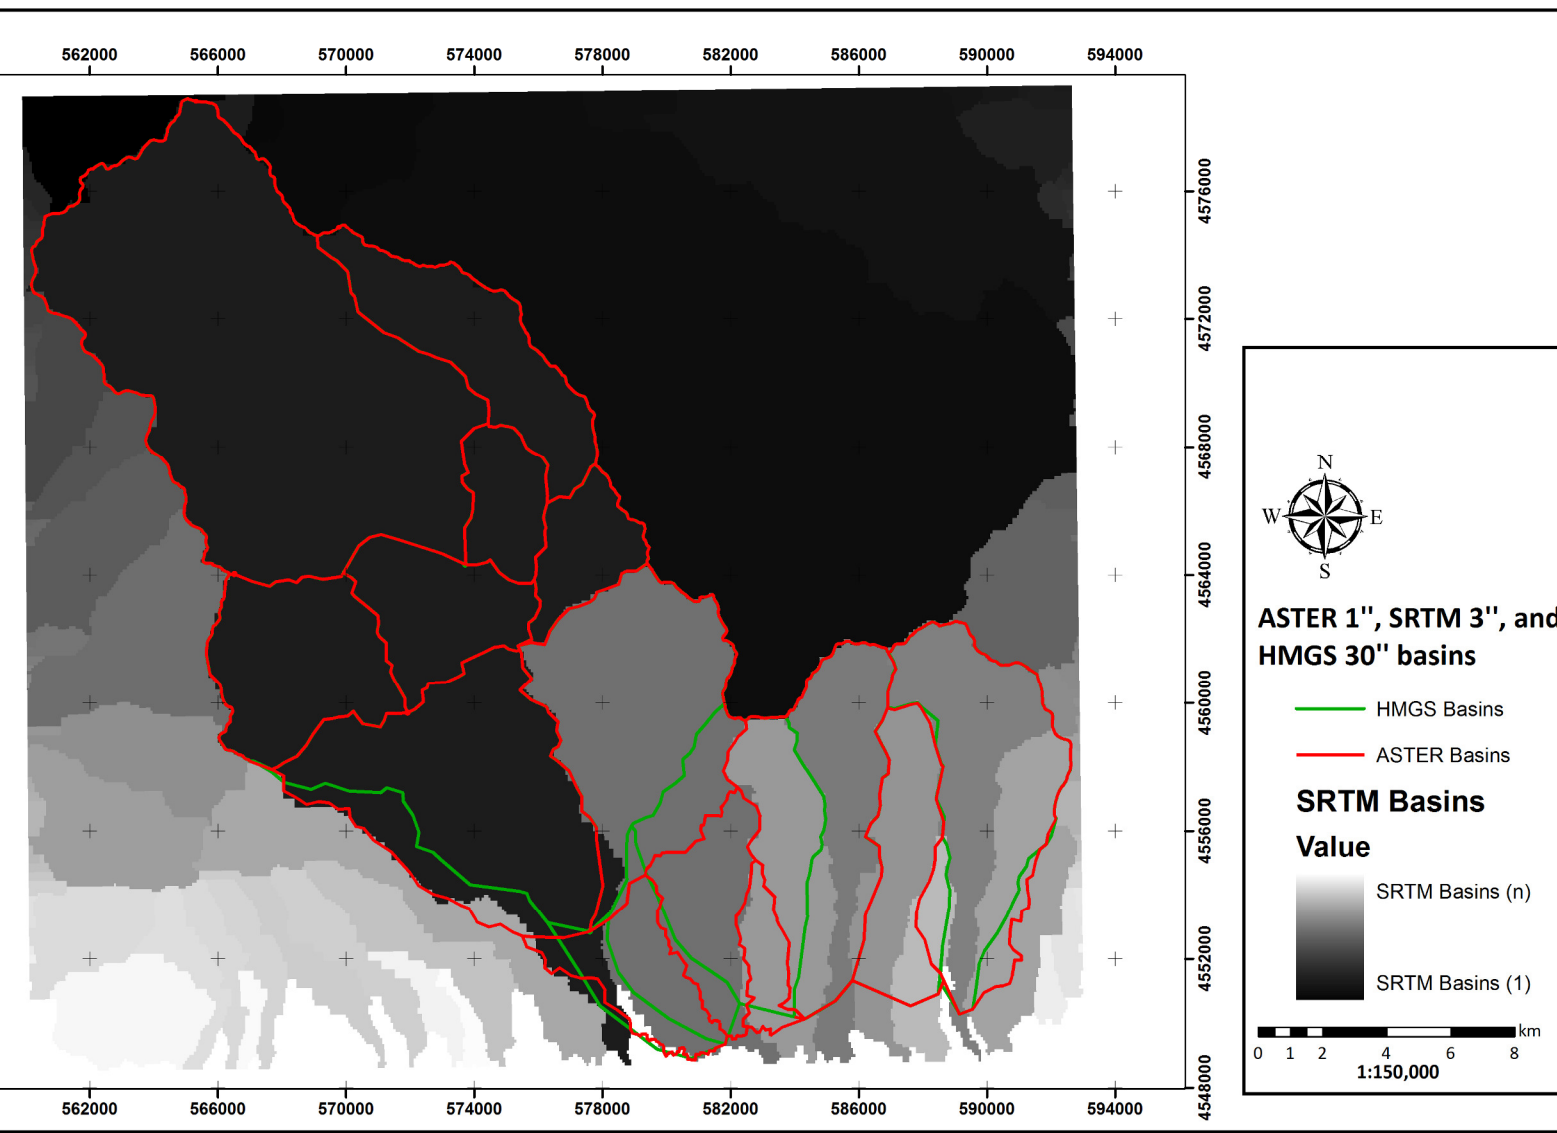 562000 566000 570000 574000 578000 582000 586000 590000 594000
4576000
4572000
4568000
4564000
4560000
4556000
4552000
4548000
562000 566000 570000 574000 578000 582000 586000 590000 594000
N
W E
S
ASTER 1'', SRTM 3'', and
HMGS 30'' basins
HMGS Basins
ASTER Basins
SRTM Basins
Value
SRTM Basins (n)
SRTM Basins (1)
km
0 1 2 4 6 8
1:150,000